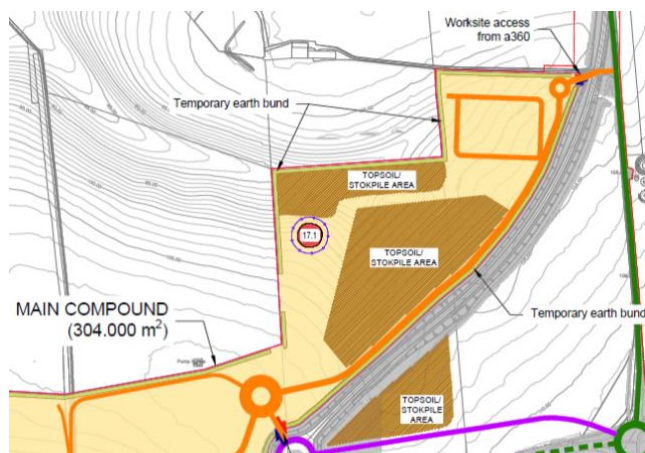 Worksite access
from a360
Temporary earth bund
TOPSOIL/
STOKPILE AREA
TOPSOIL/
STOKPILE AREA
17.1
MAIN COMPOUND
(304.000 m²)
Temporary earth bund
TOPSOIL/
STOKPILE
AREA